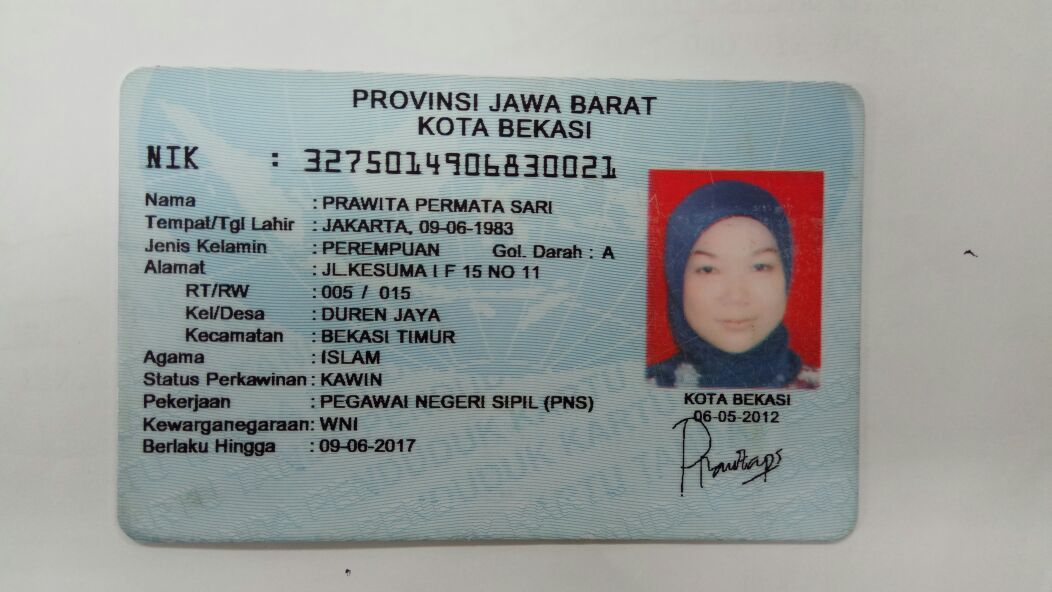 PROVINSI JAWA BARAT
KOTA BEKASI
NIK : 3275014906830021
Nama : PRAWITA PERMATA SARI
Tempat/Tgl Lahir : JAKARTA, 09-06-1983
Jenis Kelamin : PEREMPUAN Gol. Darah : A
Alamat : JL.KESUMA I F 15 NO 11
RT/RW : 005 / 015
Kel/Desa : DUREN JAYA
Kecamatan : BEKASI TIMUR
Agama : ISLAM
Status Perkawinan : KAWIN
Pekerjaan : PEGAWAI NEGERI SIPIL (PNS)
Kewarganegaraan: WNI
Berlaku Hingga : 09-06-2017
KOTA BEKASI
06-05-2012